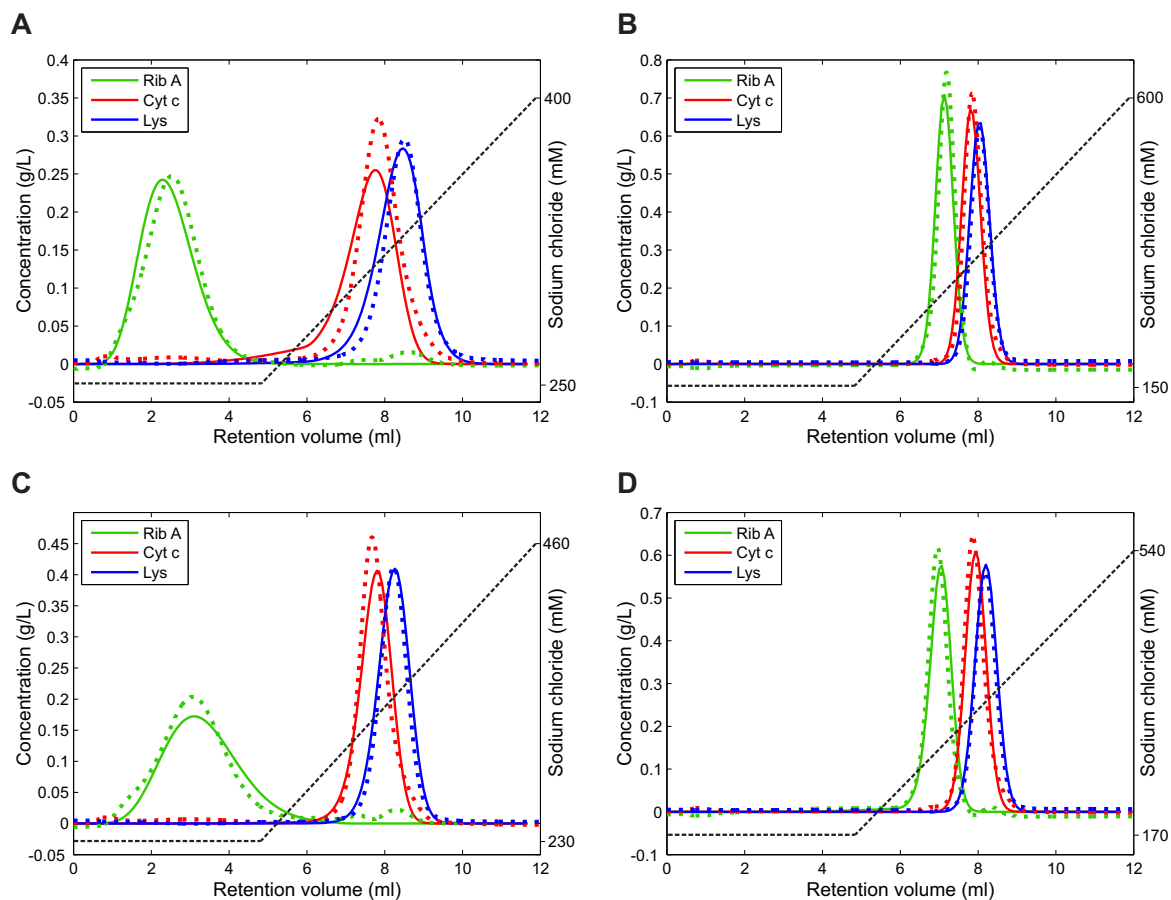 A
Concentration (g/L)
0.4
0.35
0.3
0.25
0.2
0.15
0.1
0.05
0
-0.05
Rib A
Cyt c
Lys
0 2 4 6 8 10 12
Retention volume (ml)
400
250
Sodium chloride (mM)
B
Concentration (g/L)
0.8
0.7
0.6
0.5
0.4
0.3
0.2
0.1
0
-0.1
Rib A
Cyt c
Lys
0 2 4 6 8 10 12
Retention volume (ml)
600
150
Sodium chloride (mM)
C
Concentration (g/L)
0.45
0.4
0.35
0.3
0.25
0.2
0.15
0.1
0.05
0
-0.05
Rib A
Cyt c
Lys
0 2 4 6 8 10 12
Retention volume (ml)
460
230
Sodium chloride (mM)
D
Concentration (g/L)
0.7
0.6
0.5
0.4
0.3
0.2
0.1
0
-0.1
Rib A
Cyt c
Lys
0 2 4 6 8 10 12
Retention volume (ml)
540
170
Sodium chloride (mM)